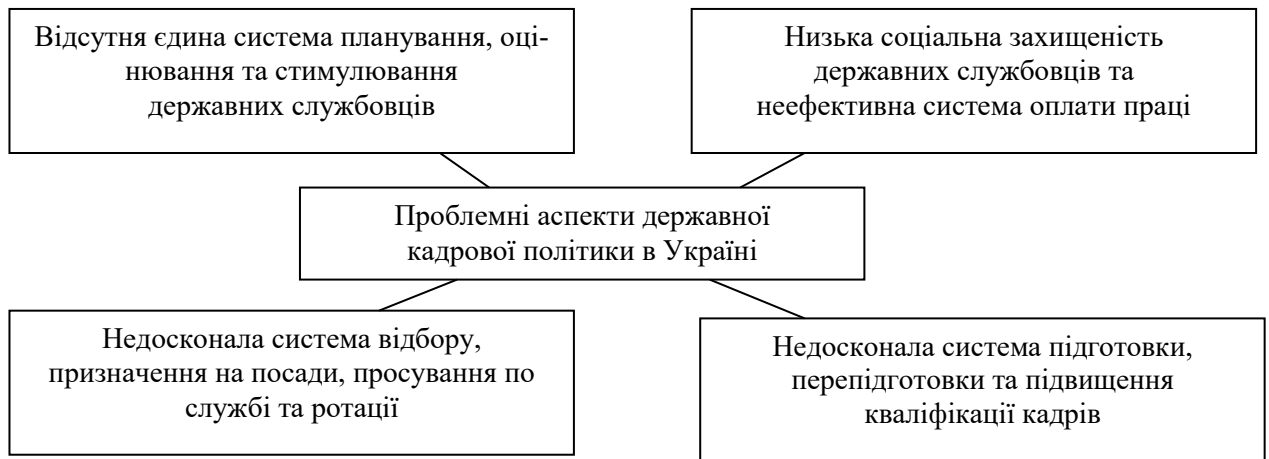 Відсутня єдина система планування, оці-
нювання та стимулювання
державних службовців
Низька соціальна захищеність
державних службовців та
неефективна система оплати праці
Проблемні аспекти державної
кадрової політики в Україні
Недосконала система відбору,
призначення на посади, просування по
службі та ротації
Недосконала система підготовки,
перепідготовки та підвищення
кваліфікації кадрів